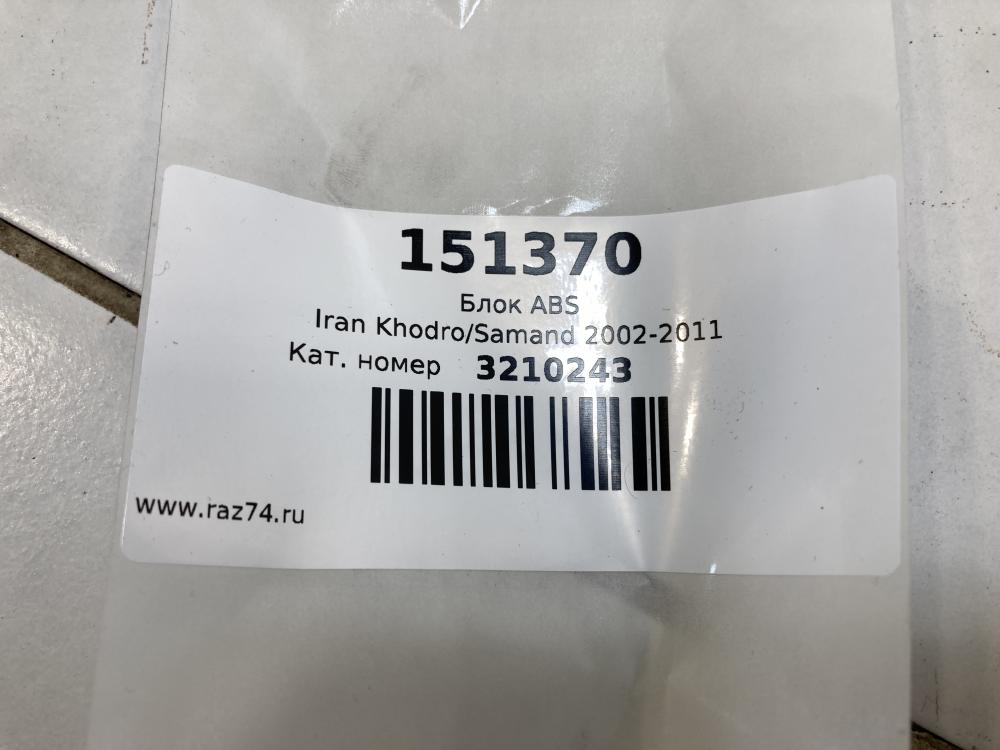 151370
Блок ABS
Iran Khodro/Samand 2002-2011
Кат. номер 3210243
www.raz74.ru